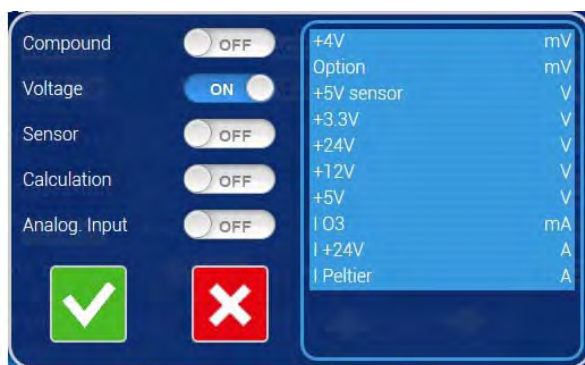 Compound OFF
Voltage ON
Sensor OFF
Calculation OFF
Analog. Input OFF
+4V mV
Option mV
+5V sensor V
+3.3V V
+24V V
+12V V
+5V V
I O3 mA
I +24V A
I Peltier A